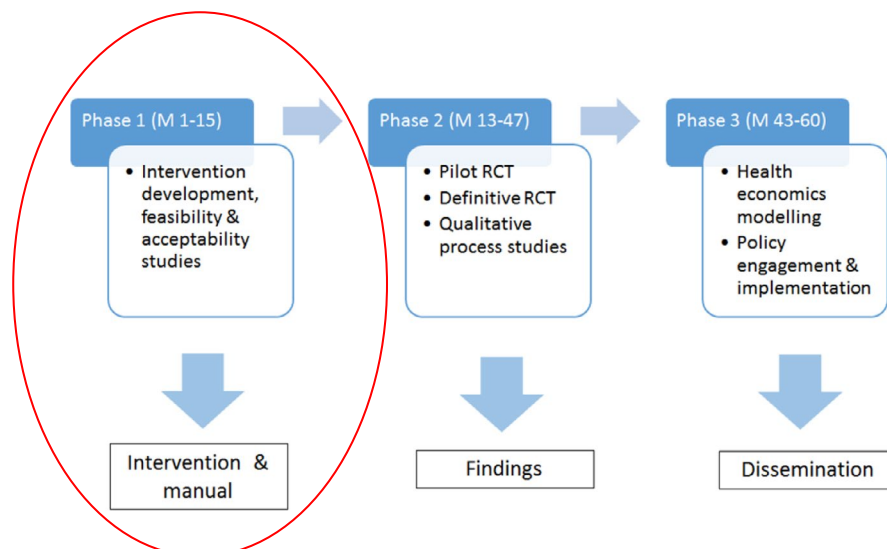 Phase 1 (M 1-15)
• Intervention
development,
feasibility &
acceptability
studies
Intervention &
manual
Phase 2 (M 13-47)
• Pilot RCT
• Definitive RCT
• Qualitative
process studies
Findings
Phase 3 (M 43-60)
• Health
economics
modelling
• Policy
engagement &
implementation
Dissemination